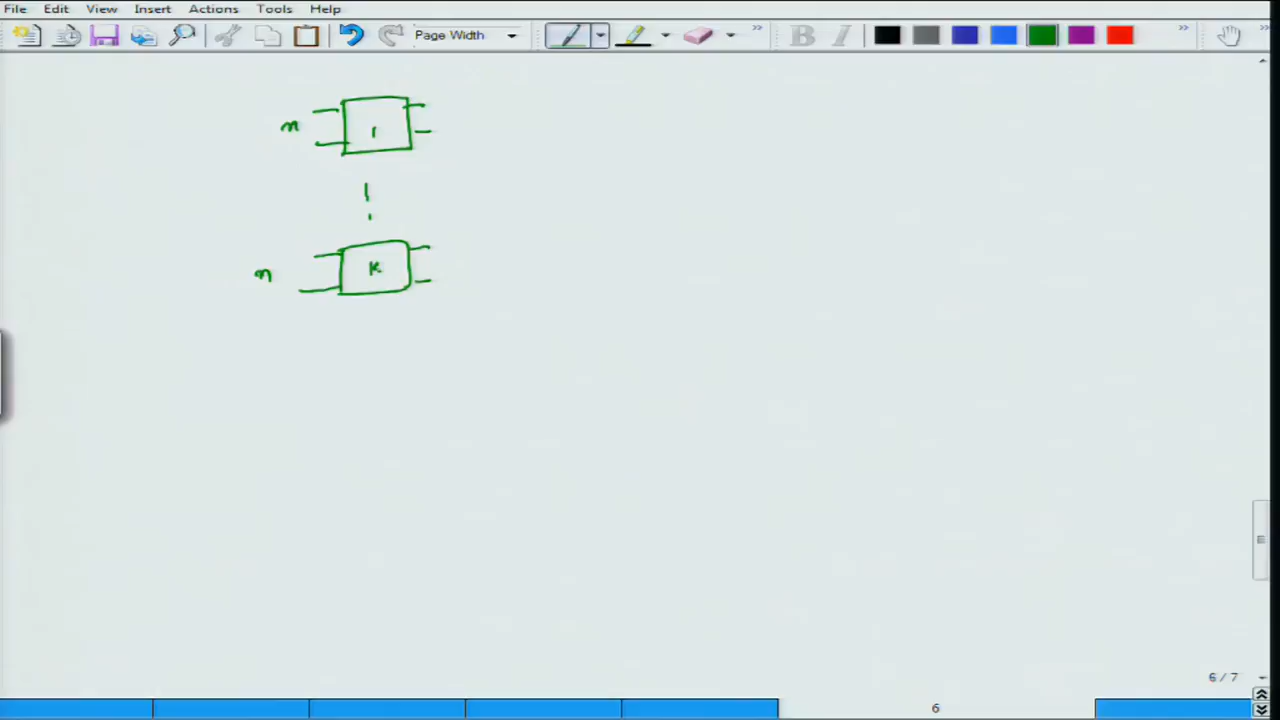 File Edit View Insert Actions Tools Help
Page Width B I
n 1
n K
6 / 7
6